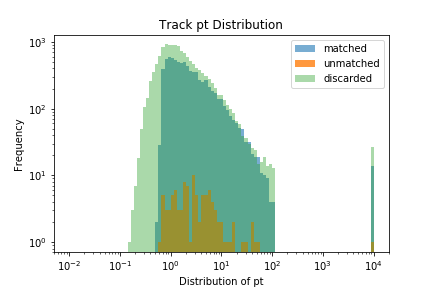 Track pt Distribution
matched
unmatched
discarded
Frequency
10³
10²
10¹
10⁰
10⁻²
10⁻¹
10⁰
10¹
10²
10³
10⁴
Distribution of pt